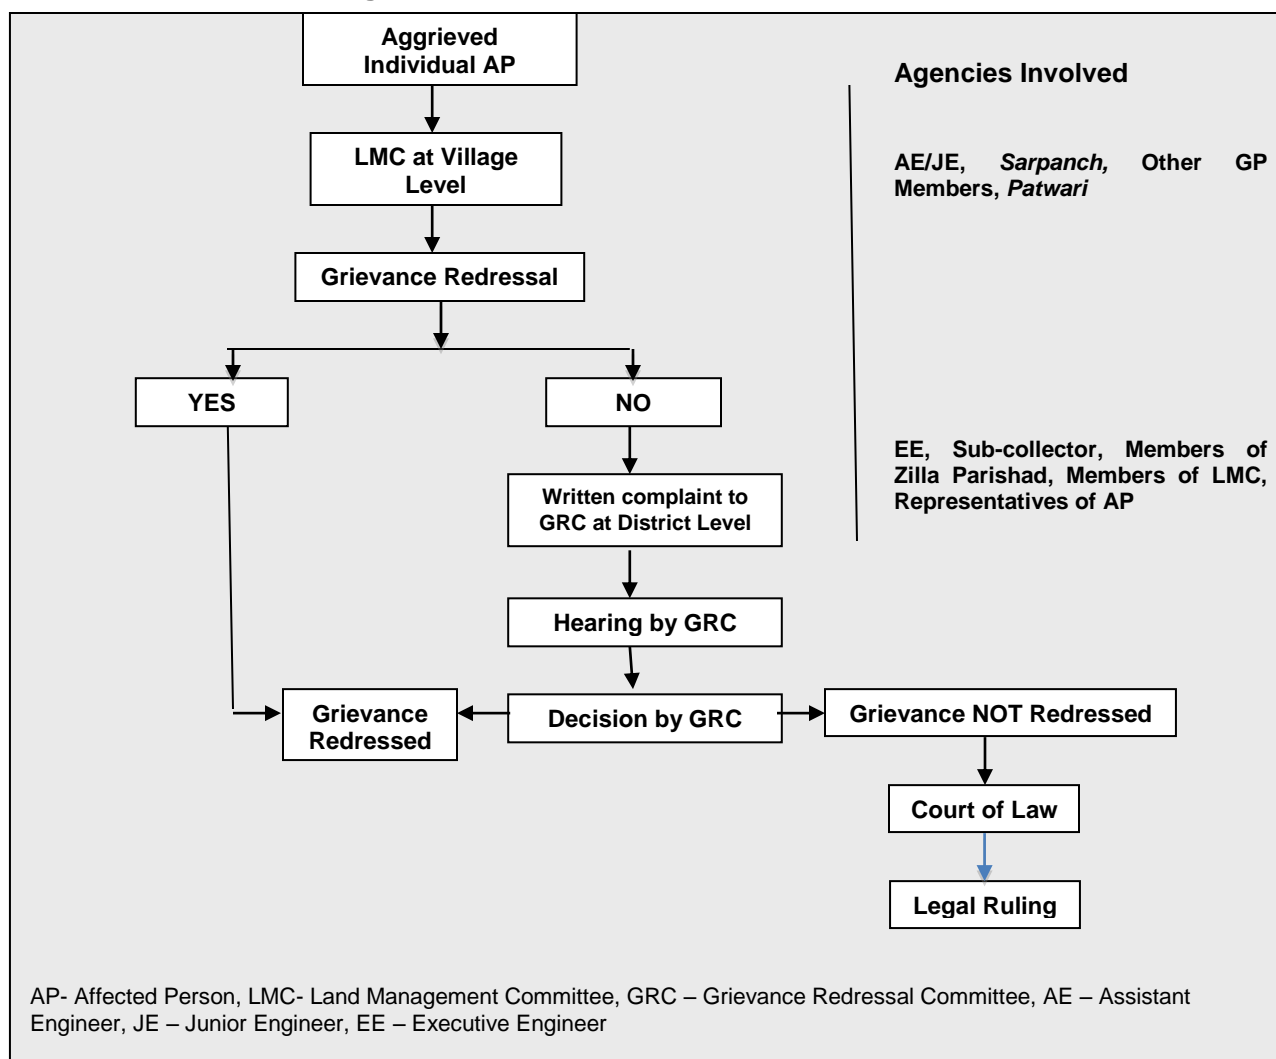 Aggrieved
Individual AP
Agencies Involved
LMC at Village
Level
AE/JE, Sarpanch, Other GP
Members, Patwari
Grievance Redressal
YES
NO
EE, Sub-collector, Members of
Zilla Parishad, Members of LMC,
Representatives of AP
Written complaint to
GRC at District Level
Hearing by GRC
Grievance
Redressed
Decision by GRC
Grievance NOT Redressed
Court of Law
Legal Ruling
AP- Affected Person, LMC- Land Management Committee, GRC – Grievance Redressal Committee, AE – Assistant
Engineer, JE – Junior Engineer, EE – Executive Engineer